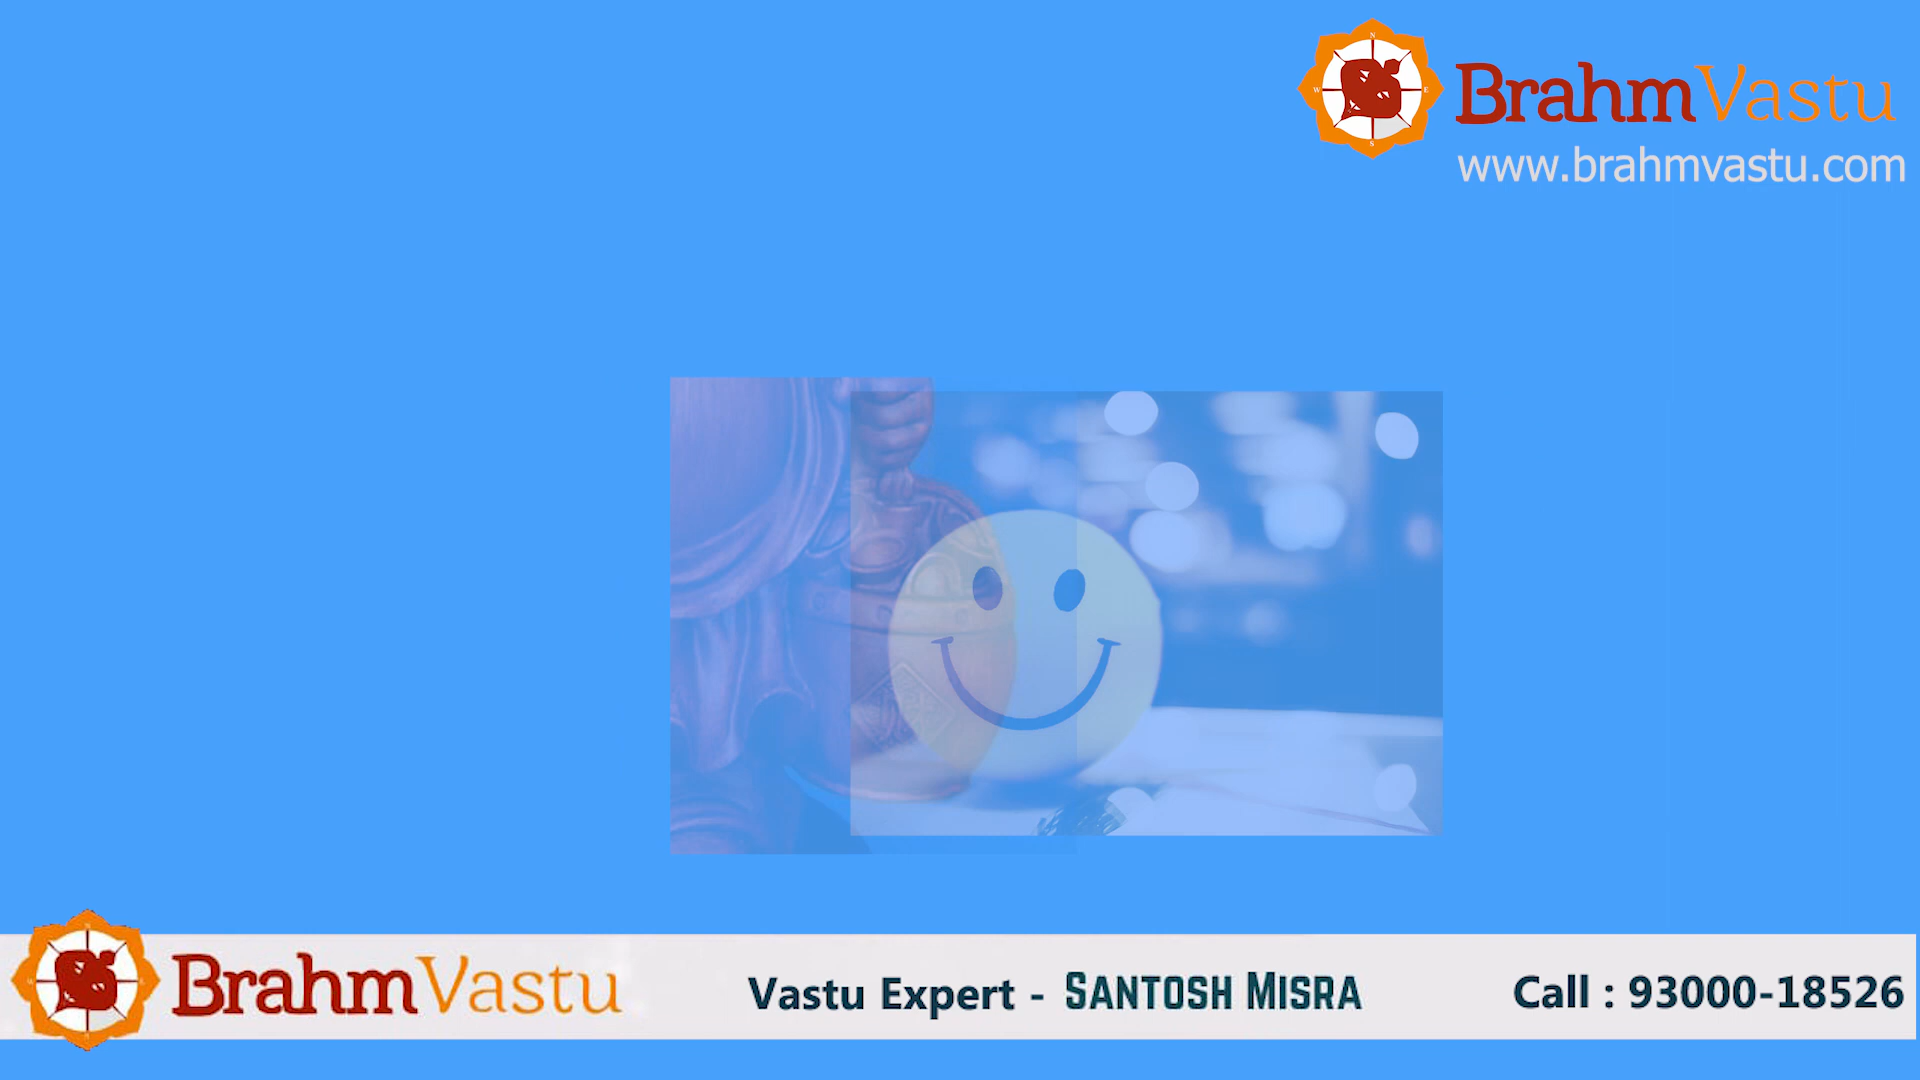 BrahmVastu
www.brahmvastu.com
BrahmVastu
Vastu Expert - SANTOSH MISRA
Call : 93000-18526